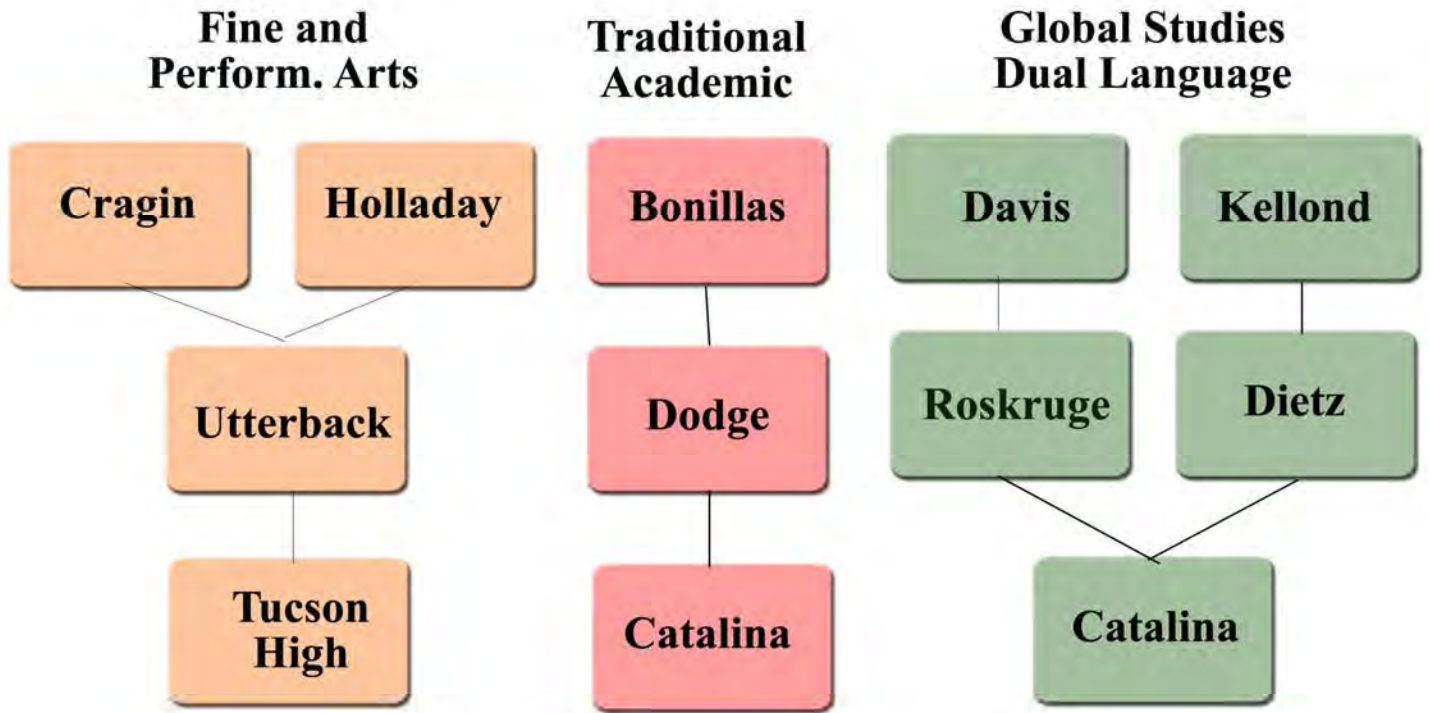 Fine and
Perform. Arts
Traditional
Academic
Global Studies
Dual Language
Cragin
Holladay
Bonillas
Davis
Kellond
Utterback
Dodge
Roskruge
Dietz
Tucson
High
Catalina
Catalina